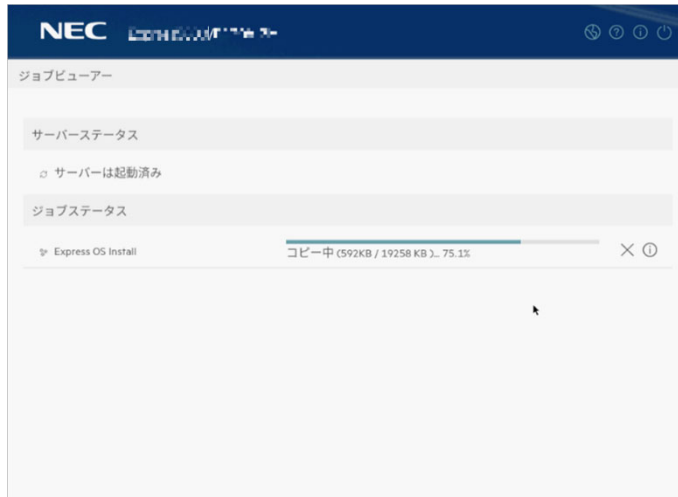 NEC
ジョブビューアー
サーバーステータス
サーバーは起動済み
ジョブステータス
Express OS Install
コピー中 (592KB / 19258 KB )... 75.1%